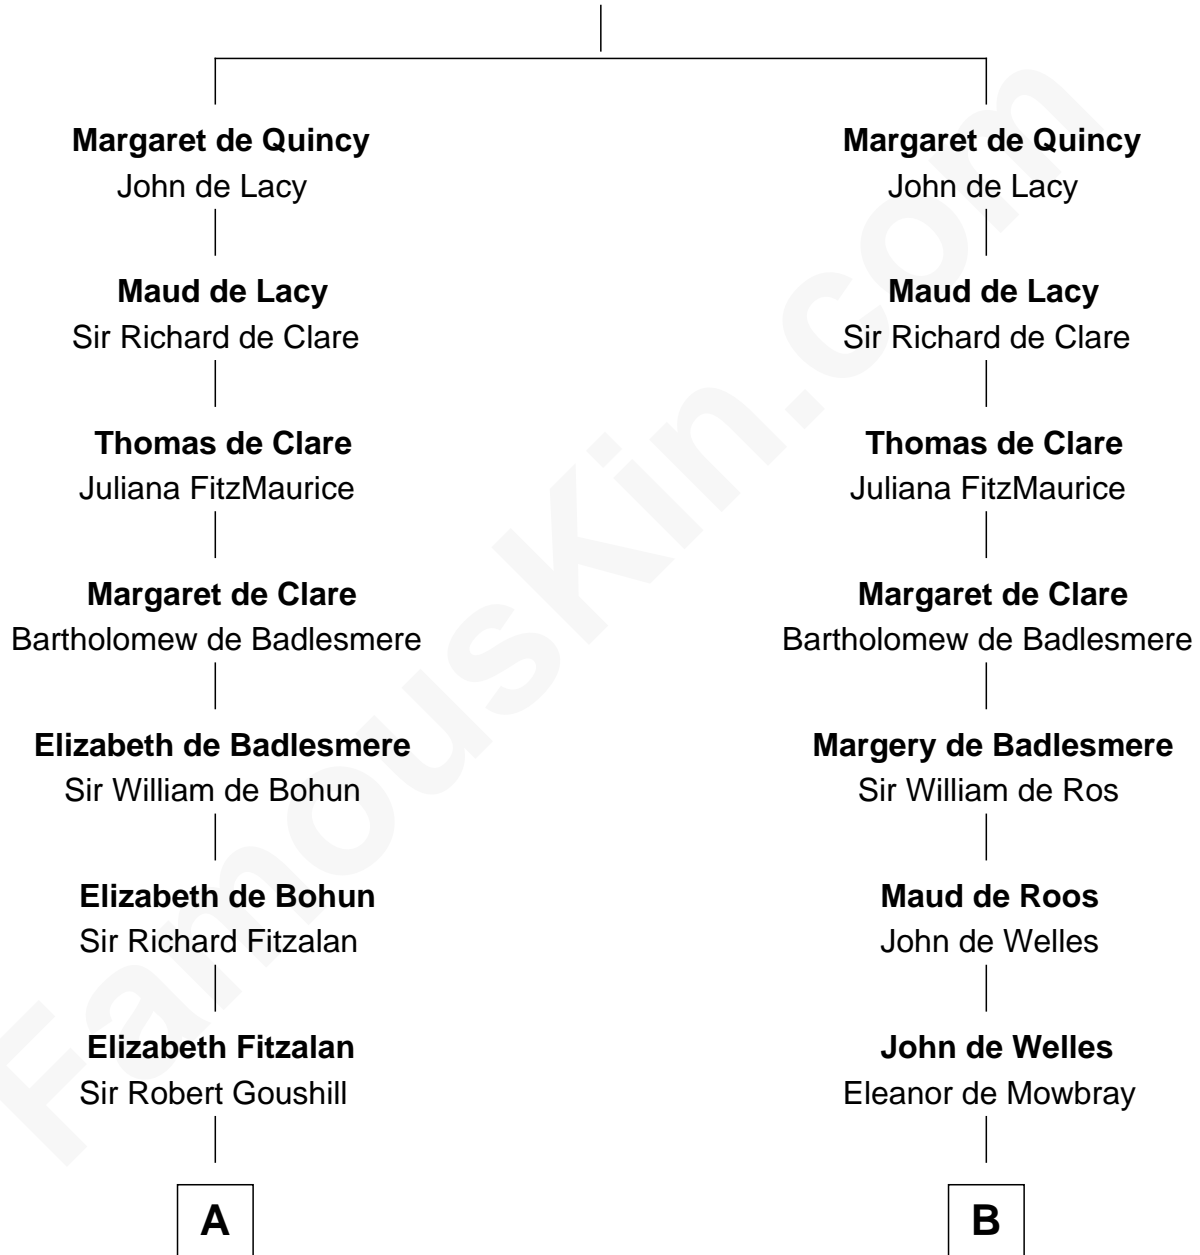 Margaret de Quincy
John de Lacy
Maud de Lacy
Sir Richard de Clare
Thomas de Clare
Juliana FitzMaurice
Margaret de Clare
Bartholomew de Badlesmere
Elizabeth de Badlesmere
Sir William de Bohun
Elizabeth de Bohun
Sir Richard Fitzalan
Elizabeth Fitzalan
Sir Robert Goushill
A
Margaret de Quincy
John de Lacy
Maud de Lacy
Sir Richard de Clare
Thomas de Clare
Juliana FitzMaurice
Margaret de Clare
Bartholomew de Badlesmere
Margery de Badlesmere
Sir William de Ros
Maud de Roos
John de Welles
John de Welles
Eleanor de Mowbray
B
FamousKin.com